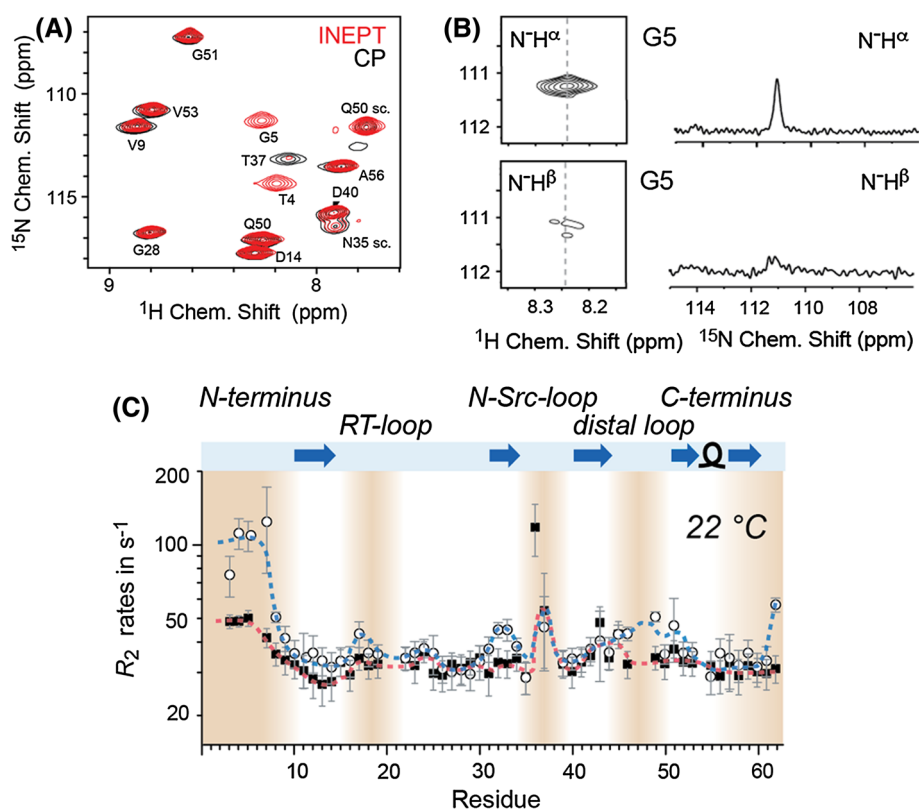 (A)
INEPT
CP
G51
V53
V9
Q50 sc.
G5
T37
A56
T4
D40
Q50
N35 sc.
G28
D14
110
115
9
8
15N Chem. Shift (ppm)
1H Chem. Shift (ppm)
(B)
N-Hα
G5
N-Hα
111
112
N-Hβ
G5
N-Hβ
111
112
8.3
8.2
114
112
110
108
1H Chem. Shift (ppm)
15N Chem. Shift (ppm)
(C)
N-terminus
RT-loop
N-Src-loop
distal loop
C-terminus
22 °C
200
100
50
20
R2 rates in s-1
10
20
30
40
50
60
Residue